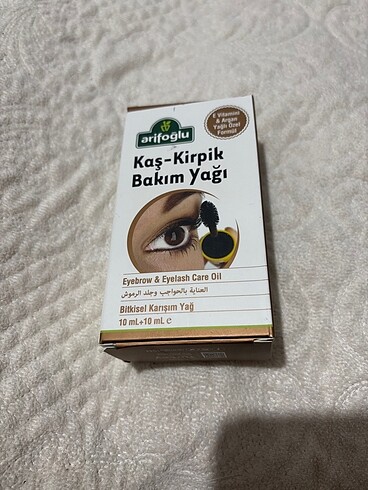 arifoğlu
E Vitamini
& Argan
Yağlı Özel
Formül
Kaş-Kirpik
Bakım Yağı
Eyebrow & Eyelash Care Oil
العناية بالحواجب وجلد الرموش
Bitkisel Karışım Yağ
10 mL+10 mL e